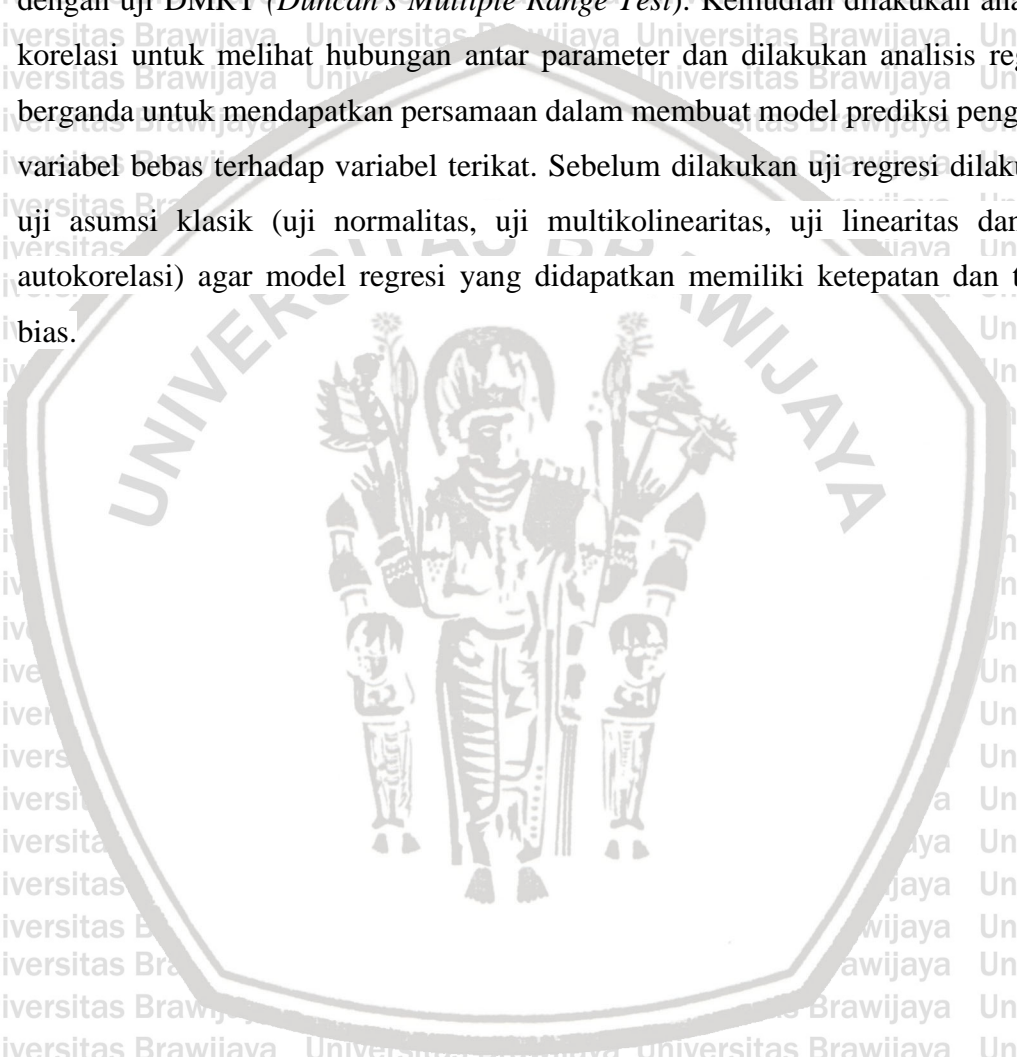 dengan uji DMRT (Duncan's Multiple Range Test). Kemudian dilakukan ana
korelasi untuk melihat hubungan antar parameter dan dilakukan analisis reg
berganda untuk mendapatkan persamaan dalam membuat model prediksi peng
variabel bebas terhadap variabel terikat. Sebelum dilakukan uji regresi dilaku
uji asumsi klasik (uji normalitas, uji multikolinearitas, uji linearitas dan
autokorelasi) agar model regresi yang didapatkan memiliki ketepatan dan t
bias.
UNIVERSITAS BRAWIJAYA